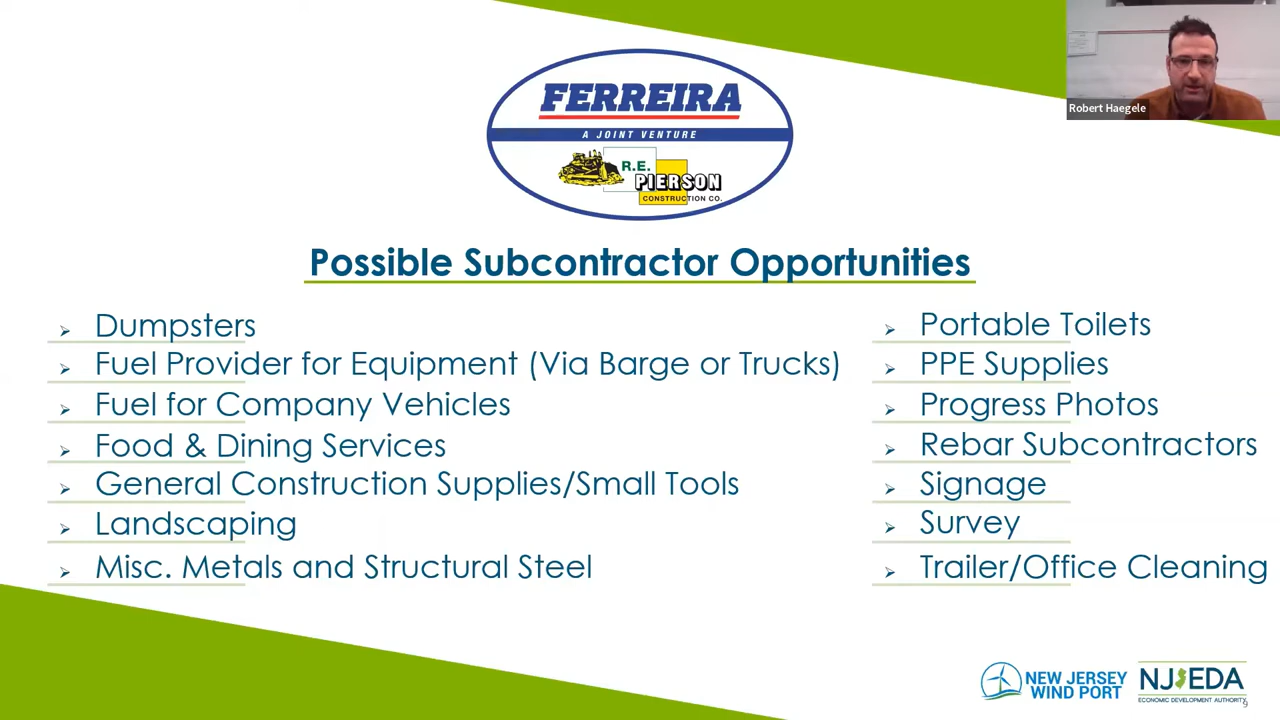 Robert Haegele
FERREIRA
A JOINT VENTURE
R.E.
PIERSON
CONSTRUCTION CO.
Possible Subcontractor Opportunities
Dumpsters
Fuel Provider for Equipment (Via Barge or Trucks)
Fuel for Company Vehicles
Food & Dining Services
General Construction Supplies/Small Tools
Landscaping
Misc. Metals and Structural Steel
Portable Toilets
PPE Supplies
Progress Photos
Rebar Subcontractors
Signage
Survey
Trailer/Office Cleaning
NEW JERSEY
WIND PORT
NJEDA
ECONOMIC DEVELOPMENT AUTHORITY
9